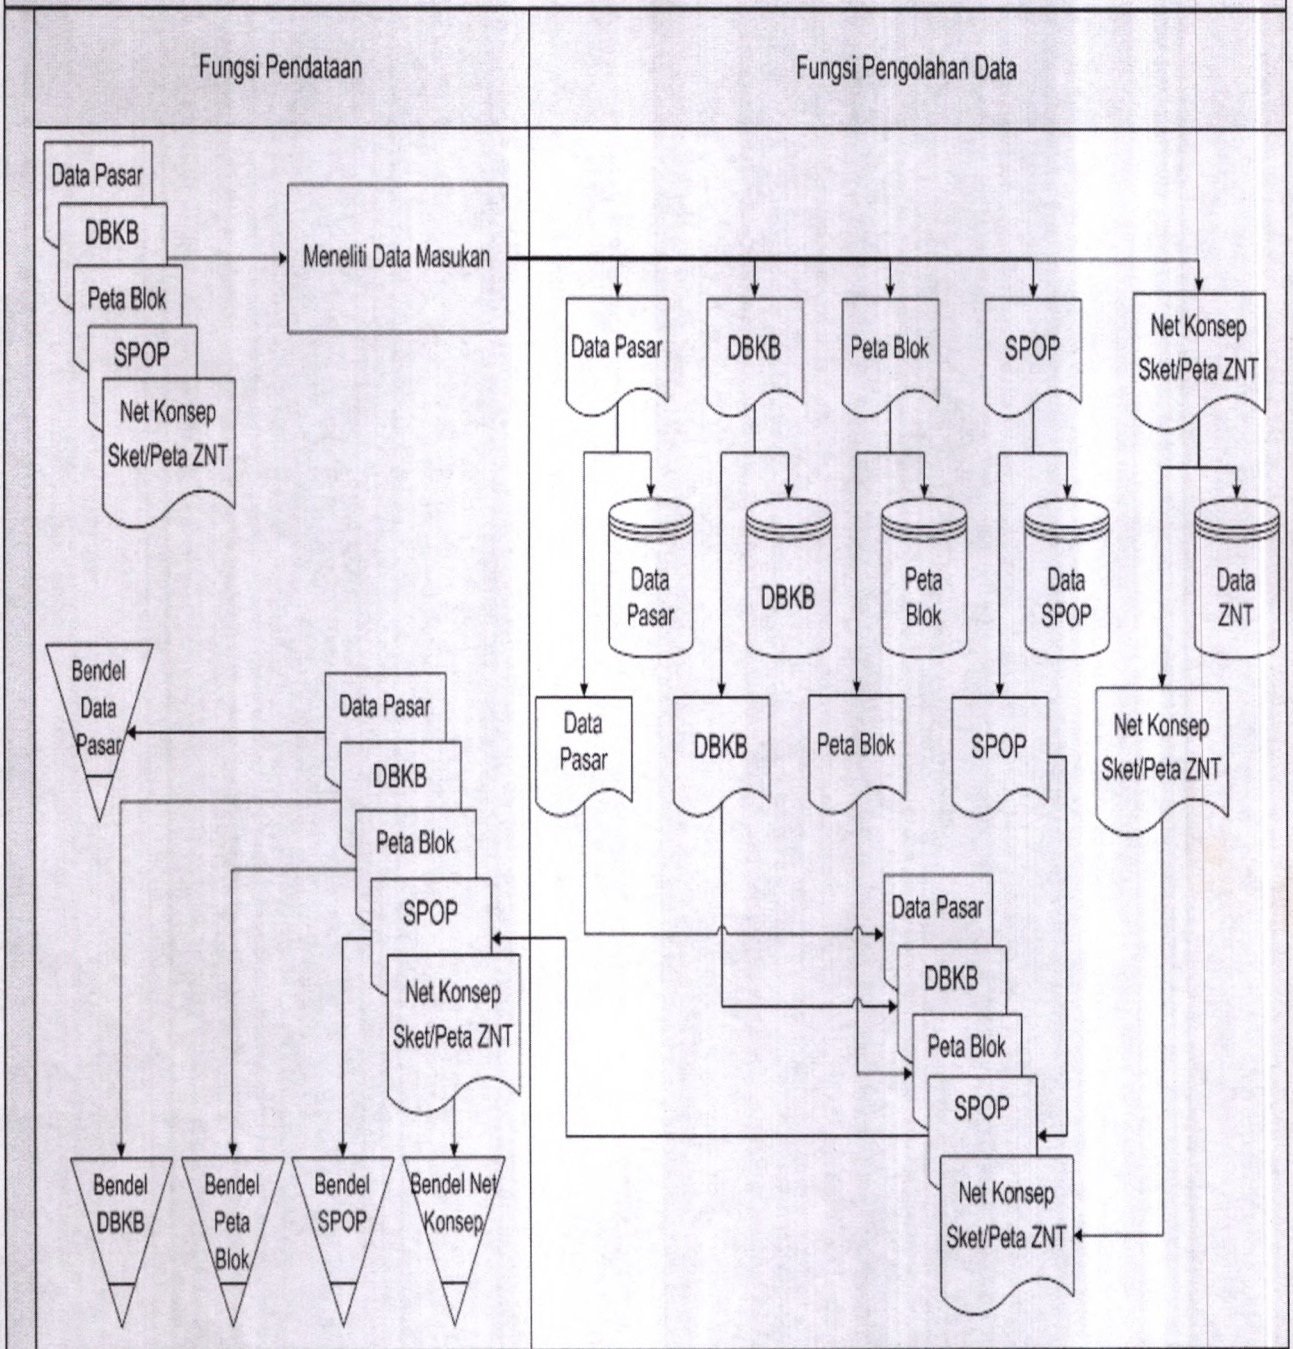 Fungsi Pendataan
Fungsi Pengolahan Data
Data Pasar
DBKB
Peta Blok
SPOP
Net Konsep
Sket/Peta ZNT
Meneliti Data Masukan
Data Pasar
DBKB
Peta Blok
SPOP
Net Konsep
Sket/Peta ZNT
Data
Pasar
DBKB
Peta
Blok
Data
SPOP
Data
ZNT
Data
Pasar
DBKB
Peta Blok
SPOP
Net Konsep
Sket/Peta ZNT
Data Pasar
DBKB
Peta Blok
SPOP
Net Konsep
Sket/Peta ZNT
Data Pasar
DBKB
Peta Blok
SPOP
Net Konsep
Sket/Peta ZNT
Bendel
Data
Pasar
Bendel
DBKB
Bendel
Peta
Blok
Bendel
SPOP
Bendel Net
Konsep